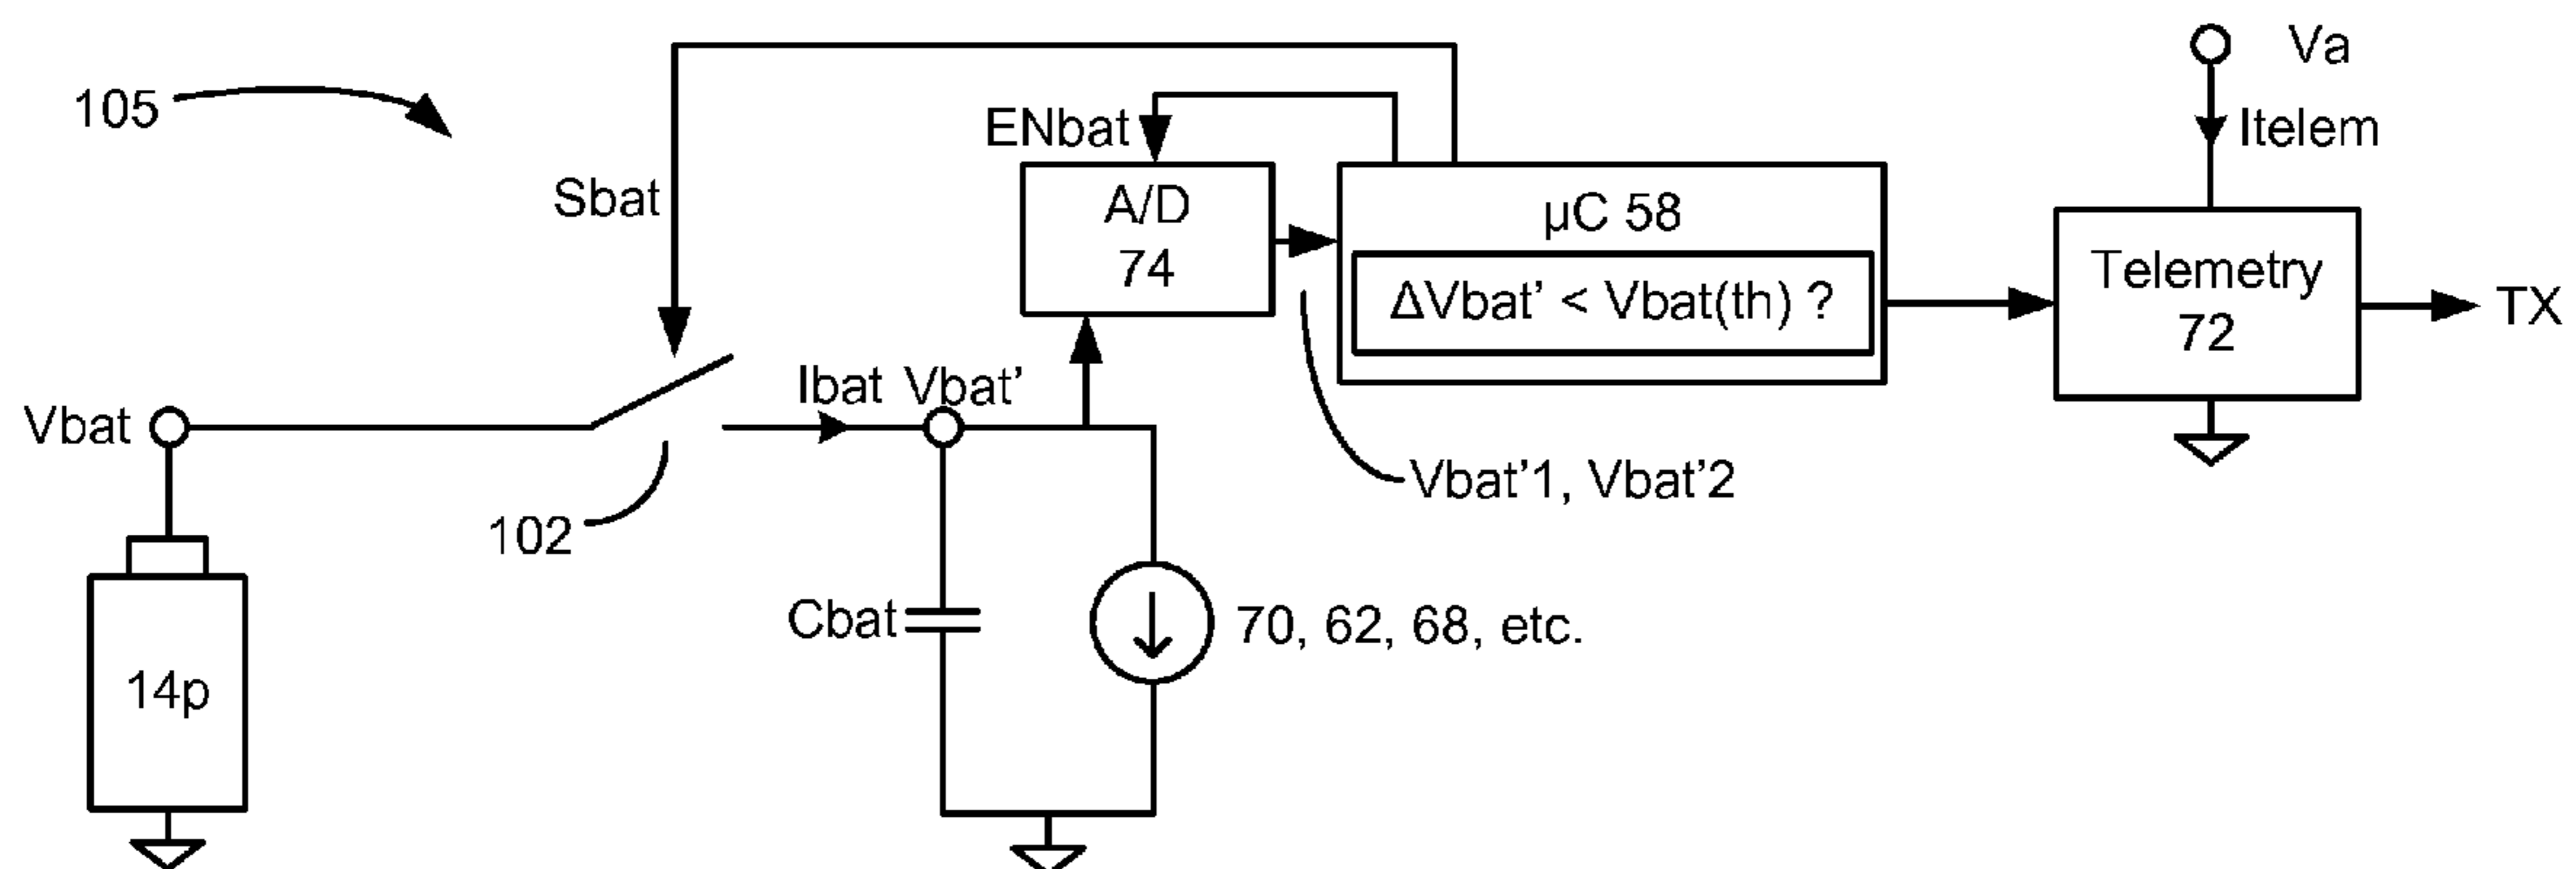 Va
105
ENbat
Itelem
Sbat
A/D
74
µC 58
ΔVbat’ < Vbat(th) ?
Telemetry
72
TX
Vbat
Ibat
Vbat’
Vbat’1, Vbat’2
102
Cbat
70, 62, 68, etc.
14p